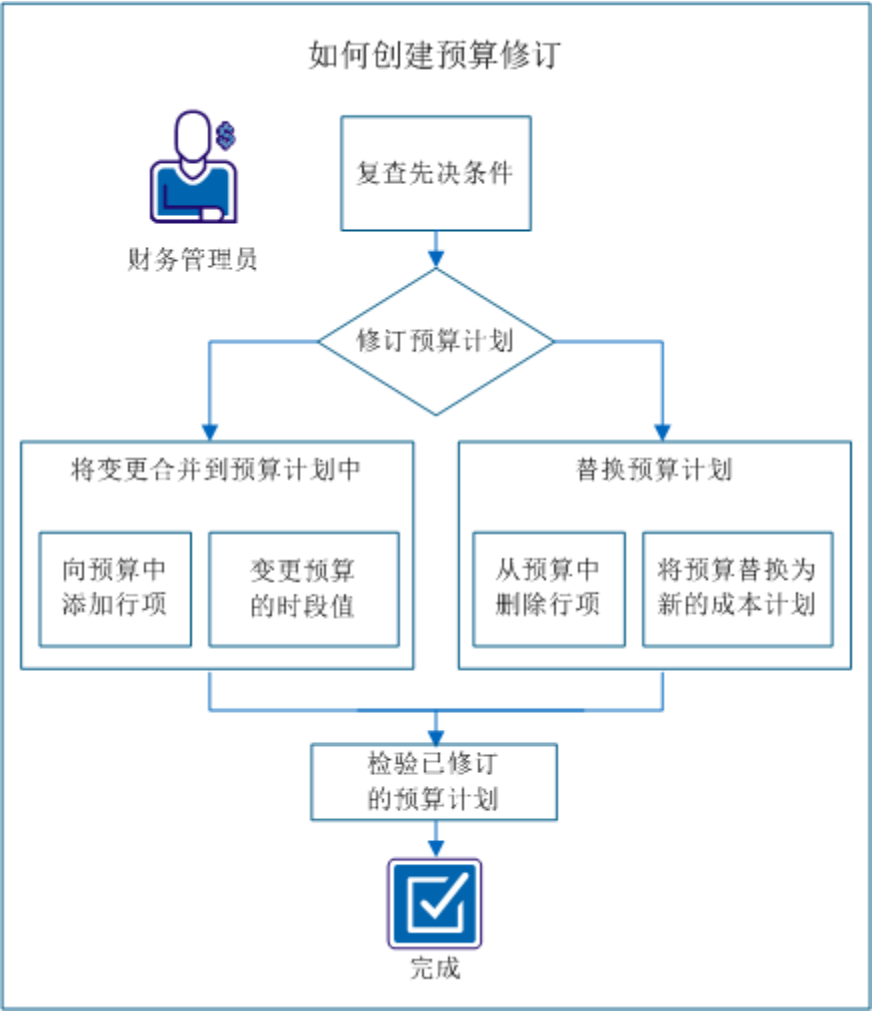 如何创建预算修订
复查先决条件
财务管理员
修订预算计划
将变更合并到预算计划中
向预算中
添加行项
变更预算
的时段值
替换预算计划
从预算中
删除行项
将预算替换为
新的成本计划
检验已修订
的预算计划
完成